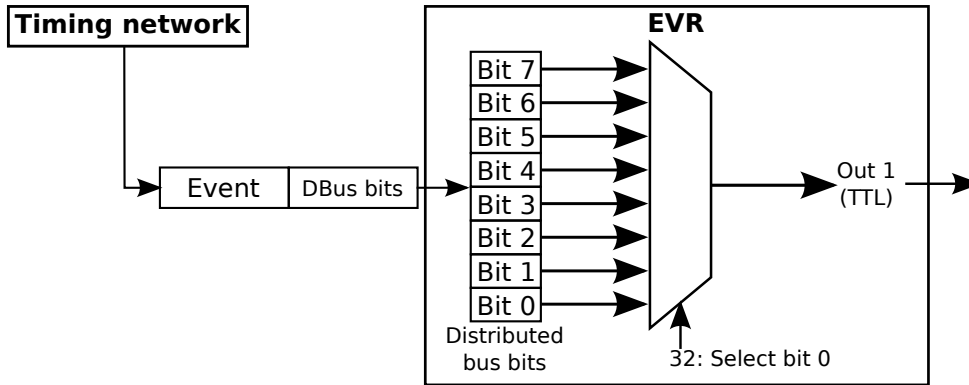 Timing network
EVR
Bit 7
Bit 6
Bit 5
Bit 4
Bit 3
Bit 2
Bit 1
Bit 0
Event
DBus bits
Out 1
(TTL)
Distributed
bus bits
32: Select bit 0